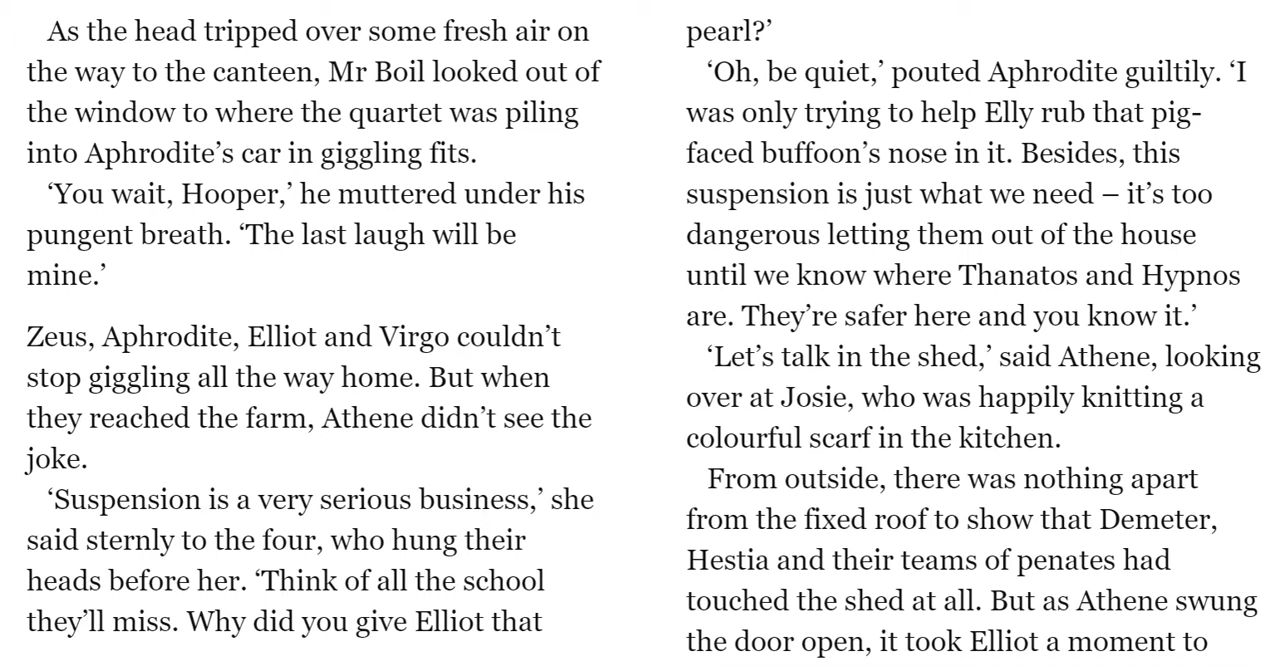 As the head tripped over some fresh air on
the way to the canteen, Mr Boil looked out of
the window to where the quartet was piling
into Aphrodite’s car in giggling fits.
‘You wait, Hooper,’ he muttered under his
pungent breath. ‘The last laugh will be
mine.’
Zeus, Aphrodite, Elliot and Virgo couldn’t
stop giggling all the way home. But when
they reached the farm, Athene didn’t see the
joke.
‘Suspension is a very serious business,’ she
said sternly to the four, who hung their
heads before her. ‘Think of all the school
they’ll miss. Why did you give Elliot that
pearl?’
‘Oh, be quiet,’ pouted Aphrodite guiltily. ‘I
was only trying to help Elly rub that pig-
faced buffoon’s nose in it. Besides, this
suspension is just what we need – it’s too
dangerous letting them out of the house
until we know where Thanatos and Hypnos
are. They’re safer here and you know it.’
‘Let’s talk in the shed,’ said Athene, looking
over at Josie, who was happily knitting a
colourful scarf in the kitchen.
From outside, there was nothing apart
from the fixed roof to show that Demeter,
Hestia and their teams of penates had
touched the shed at all. But as Athene swung
the door open, it took Elliot a moment to